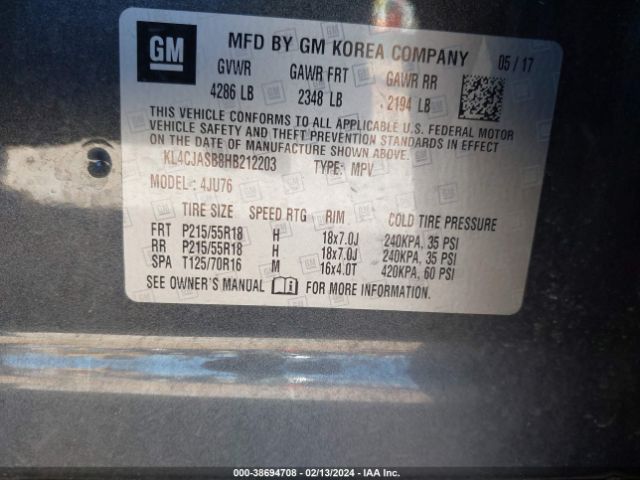 GM MFD BY GM KOREA COMPANY 05 / 17
GVWR GAWR FRT GAWR RR
4286 LB 2348 LB 2194 LB
THIS VEHICLE CONFORMS TO ALL APPLICABLE U.S. FEDERAL MOTOR
VEHICLE SAFETY AND THEFT PREVENTION STANDARDS IN EFFECT
ON THE DATE OF MANUFACTURE SHOWN ABOVE.
KL4CJASB8HB212203 TYPE: MPV
MODEL: 4JU76
TIRE SIZE SPEED RTG RIM COLD TIRE PRESSURE
FRT P215/55R18 H 18x7.0J 240KPA, 35 PSI
RR P215/55R18 H 18x7.0J 240KPA, 35 PSI
SPA T125/70R16 M 16x4.0T 420KPA, 60 PSI
SEE OWNER'S MANUAL FOR MORE INFORMATION.
000-38694708 - 02/13/2024 - IAA, Inc.